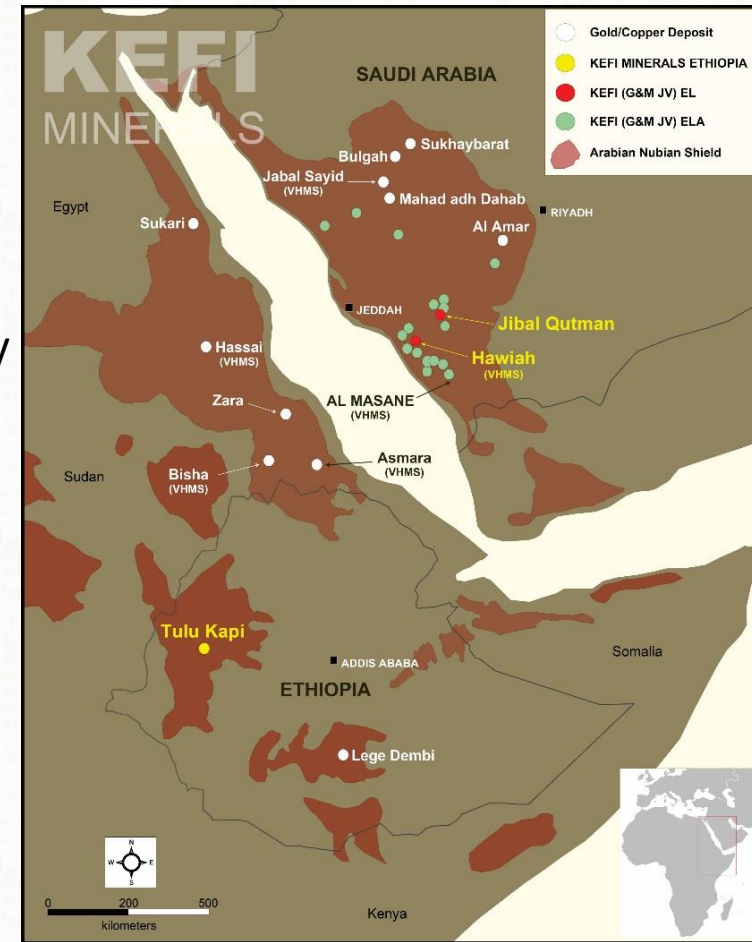 KEFI
MINERALS
SAUDI ARABIA
Gold/Copper Deposit
KEFI MINERALS ETHIOPIA
KEFI (G&M JV) EL
KEFI (G&M JV) ELA
Arabian Nubian Shield
Sukhaybarat
Bulgah
Jabal Sayid
(VHMS)
Mahad adh Dahab
Egypt
RIYADH
Sukari
Al Amar
JEDDAH
Jibal Qutman
Hassai
(VHMS)
Hawiah
(VHMS)
Zara
AL MASANE
(VHMS)
Asmara
(VHMS)
Bisha
(VHMS)
Sudan
Tulu Kapi
ADDIS ABABA
Somalia
ETHIOPIA
Lege Dembi
N
W E
S
0 200 500
kilometers
Kenya